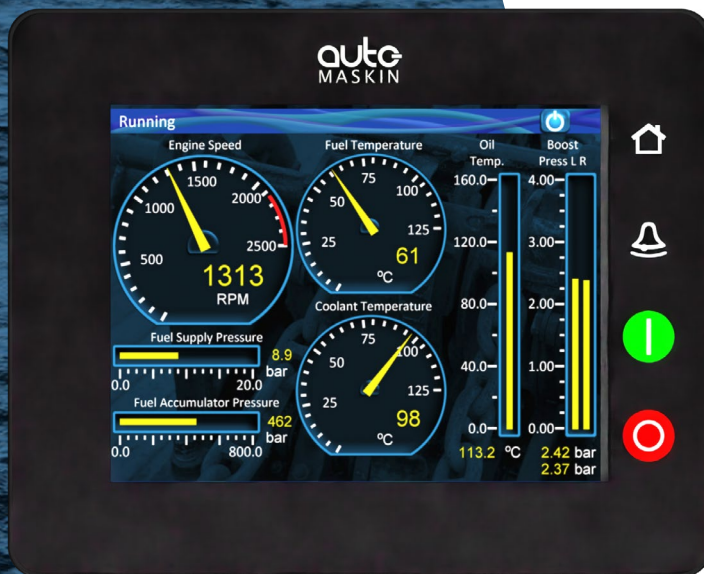 auto
MASKIN
Running
Engine Speed
500
1000
1500
2000
2500
1313
RPM
Fuel Temperature
25
50
75
100
125
61
°C
Oil
Temp.
160.0
120.0
80.0
40.0
0.0
113.2 °C
Boost
Press L R
4.00
3.00
2.00
1.00
0.00
2.42 bar
2.37 bar
Fuel Supply Pressure
8.9
bar
0.0
20.0
Fuel Accumulator Pressure
462
bar
0.0
800.0
Coolant Temperature
25
50
75
100
125
98
°C